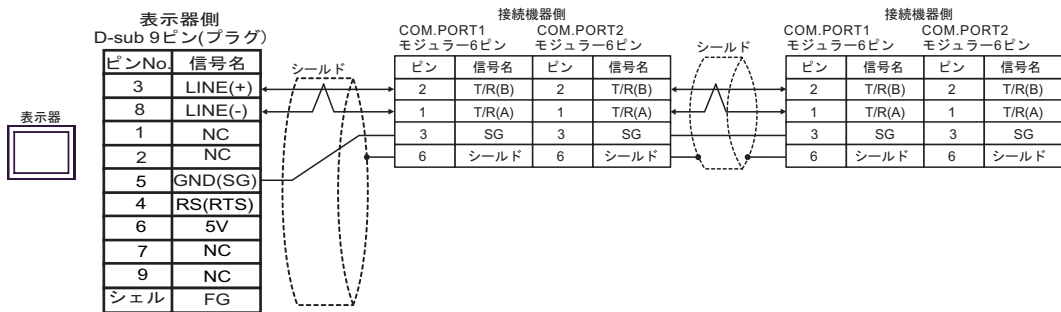 表示器
表示器側
D-sub 9ピン(プラグ)
ピンNo. 信号名
3 LINE(+)
8 LINE(-)
1 NC
2 NC
5 GND(SG)
4 RS(RTS)
6 5V
7 NC
9 NC
シェル FG
シールド
接続機器側
COM.PORT1 COM.PORT2
モジュラー6ピン モジュラー6ピン
ピン 信号名 ピン 信号名
2 T/R(B) 2 T/R(B)
1 T/R(A) 1 T/R(A)
3 SG 3 SG
6 シールド 6 シールド
シールド
接続機器側
COM.PORT1 COM.PORT2
モジュラー6ピン モジュラー6ピン
ピン 信号名 ピン 信号名
2 T/R(B) 2 T/R(B)
1 T/R(A) 1 T/R(A)
3 SG 3 SG
6 シールド 6 シールド